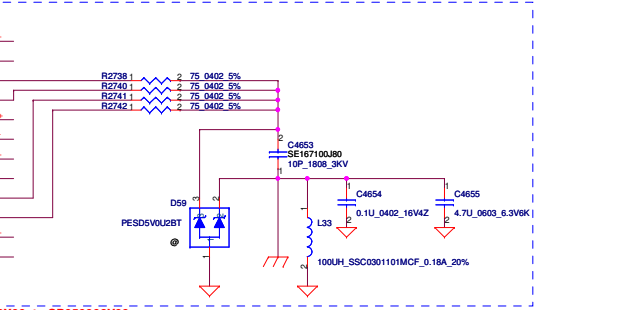 R2738 1 2 75_0402_5%
R2740 1 2 75_0402_5%
R2741 1 2 75_0402_5%
R2742 1 2 75_0402_5%
2
C4653
SE167100J80
10P_1808_3KV
1
D59
3 2
PESD5V0U2BT
@
1
1
L33
2
100UH_SSC0301101MCF_0.18A_20%
1
C4654
0.1U_0402_16V4Z
2
1
C4655
4.7U_0603_6.3V6K
2